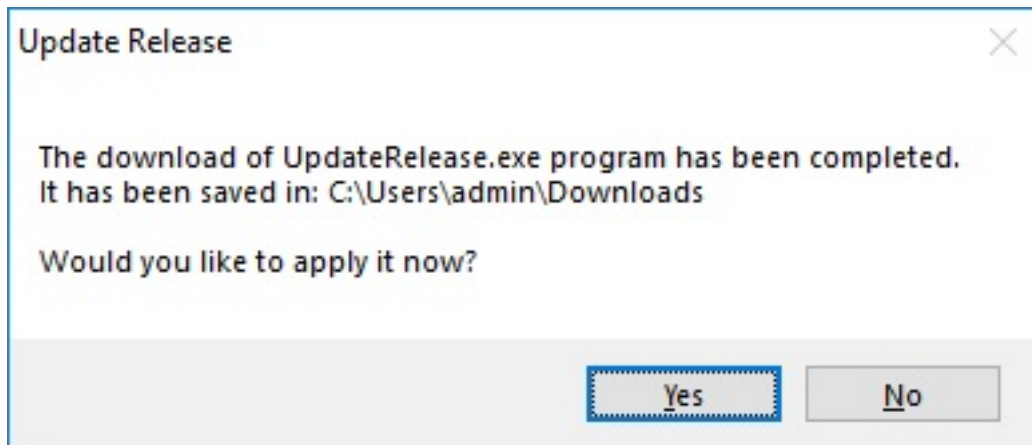 Update Release
The download of UpdateRelease.exe program has been completed.
It has been saved in: C:\Users\admin\Downloads
Would you like to apply it now?
Yes
No